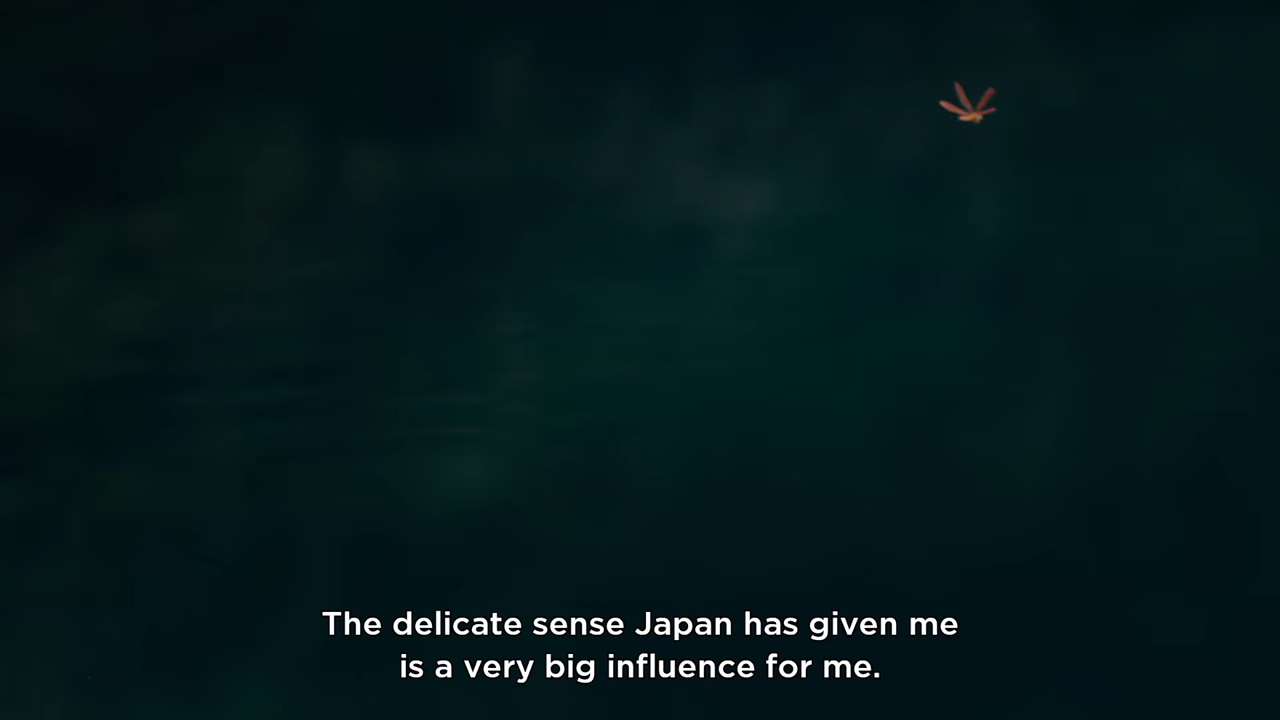 The delicate sense Japan has given me
is a very big influence for me.